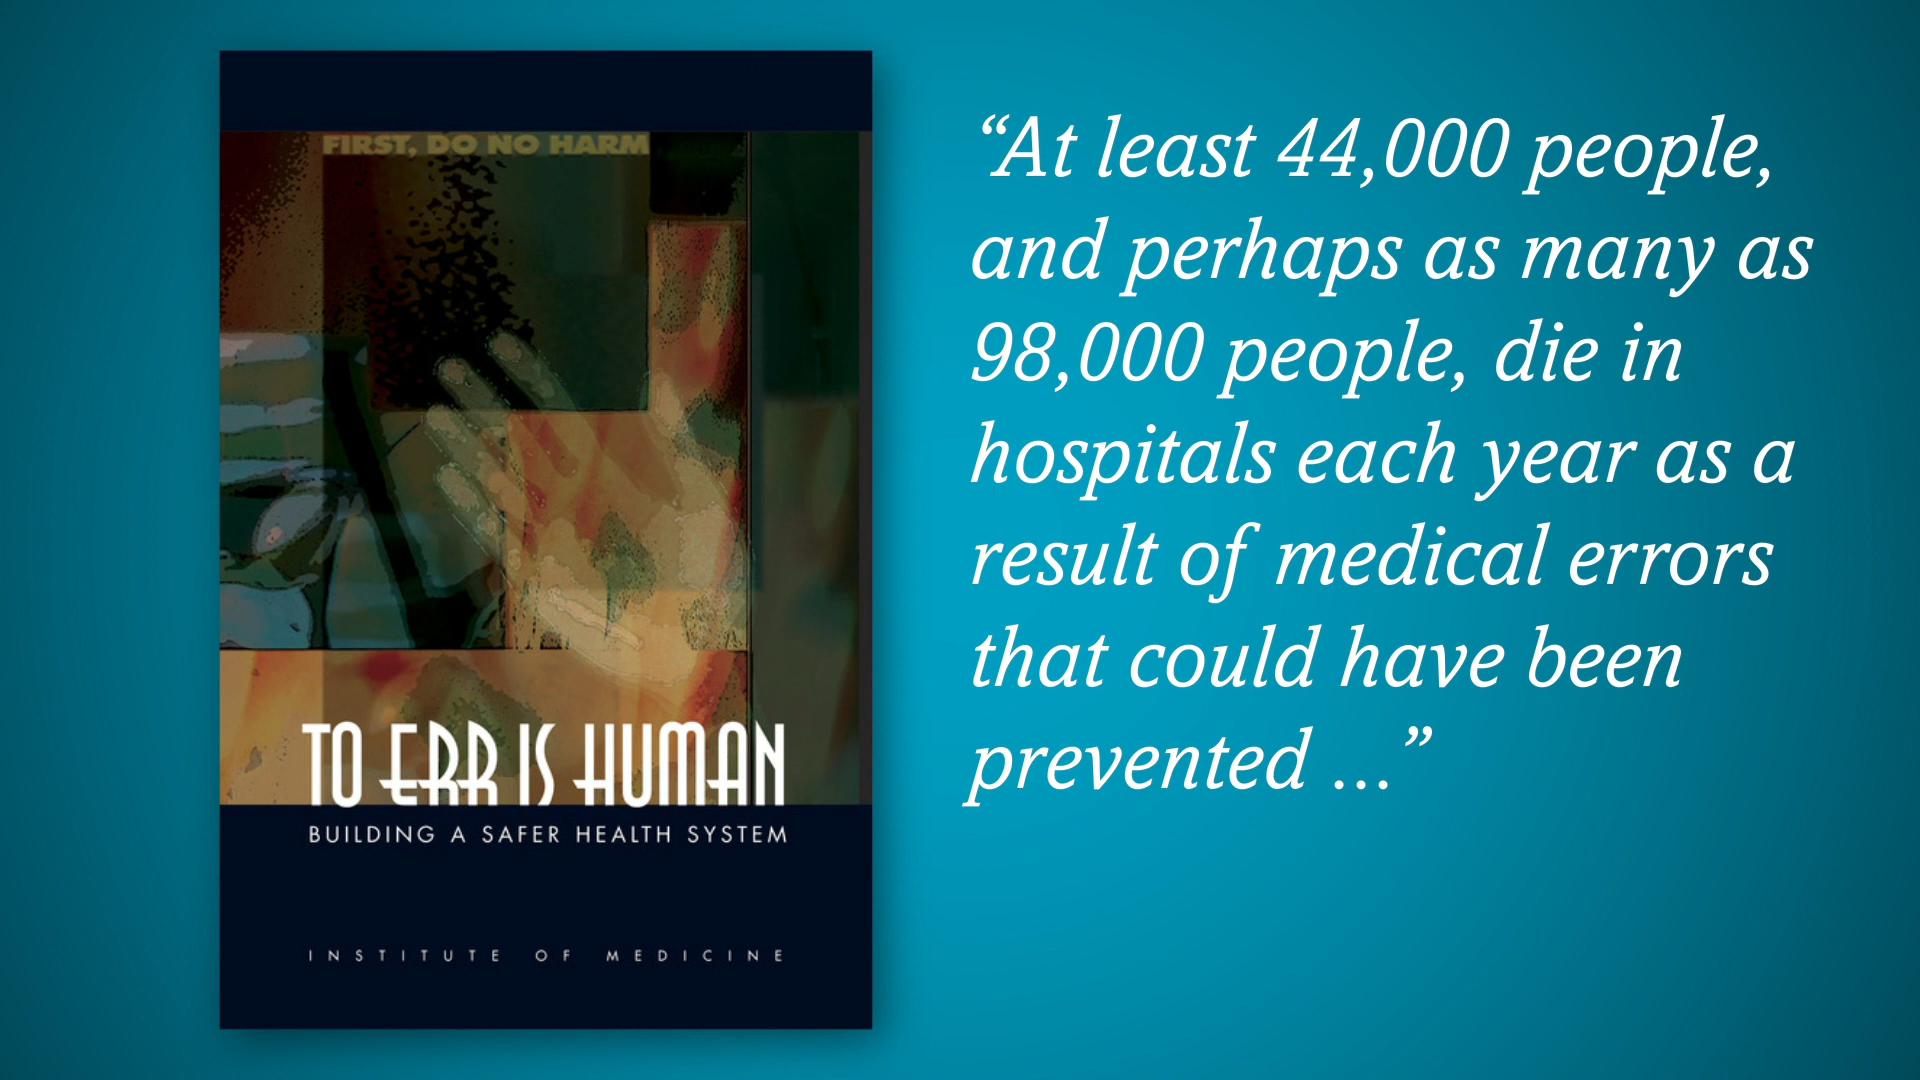 FIRST, DO NO HARM
TO ERR IS HUMAN
BUILDING A SAFER HEALTH SYSTEM
INSTITUTE OF MEDICINE
“At least 44,000 people,
and perhaps as many as
98,000 people, die in
hospitals each year as a
result of medical errors
that could have been
prevented ...”